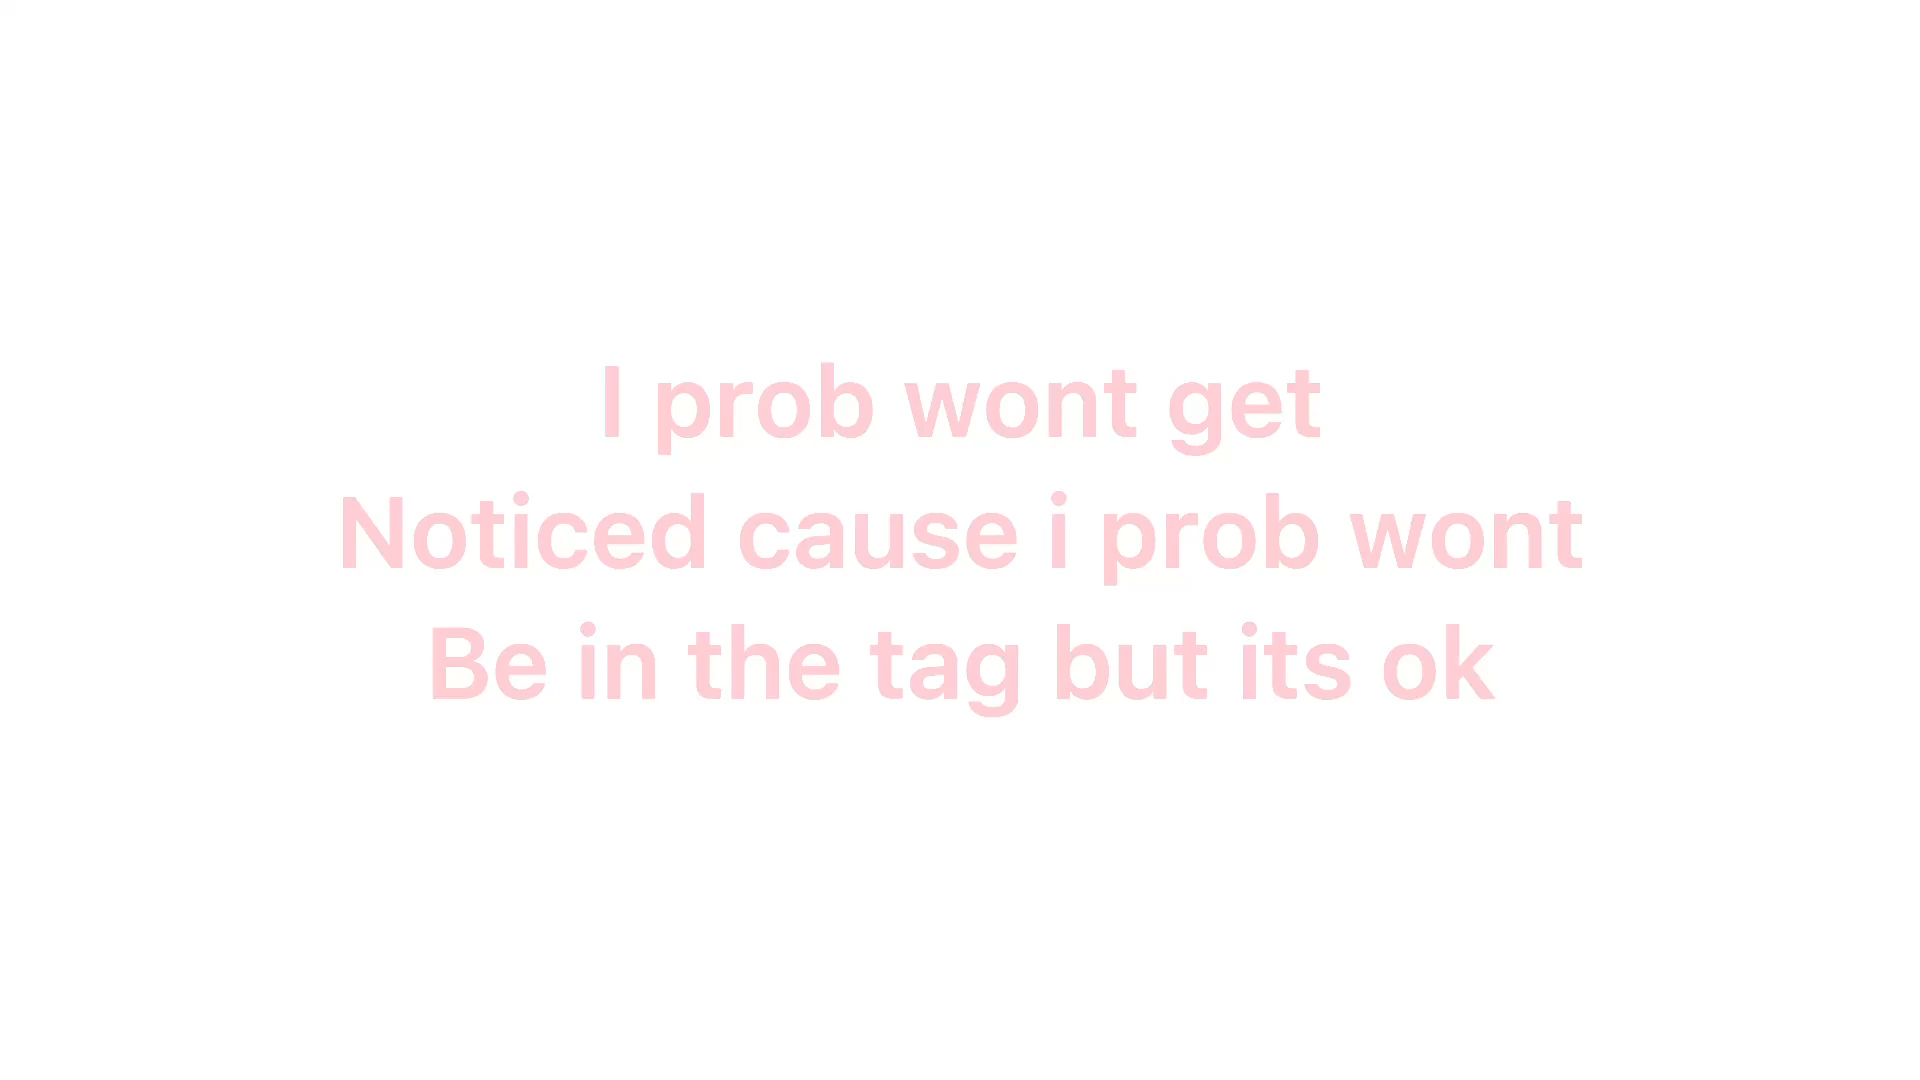 I prob wont get
Noticed cause i prob wont
Be in the tag but its ok